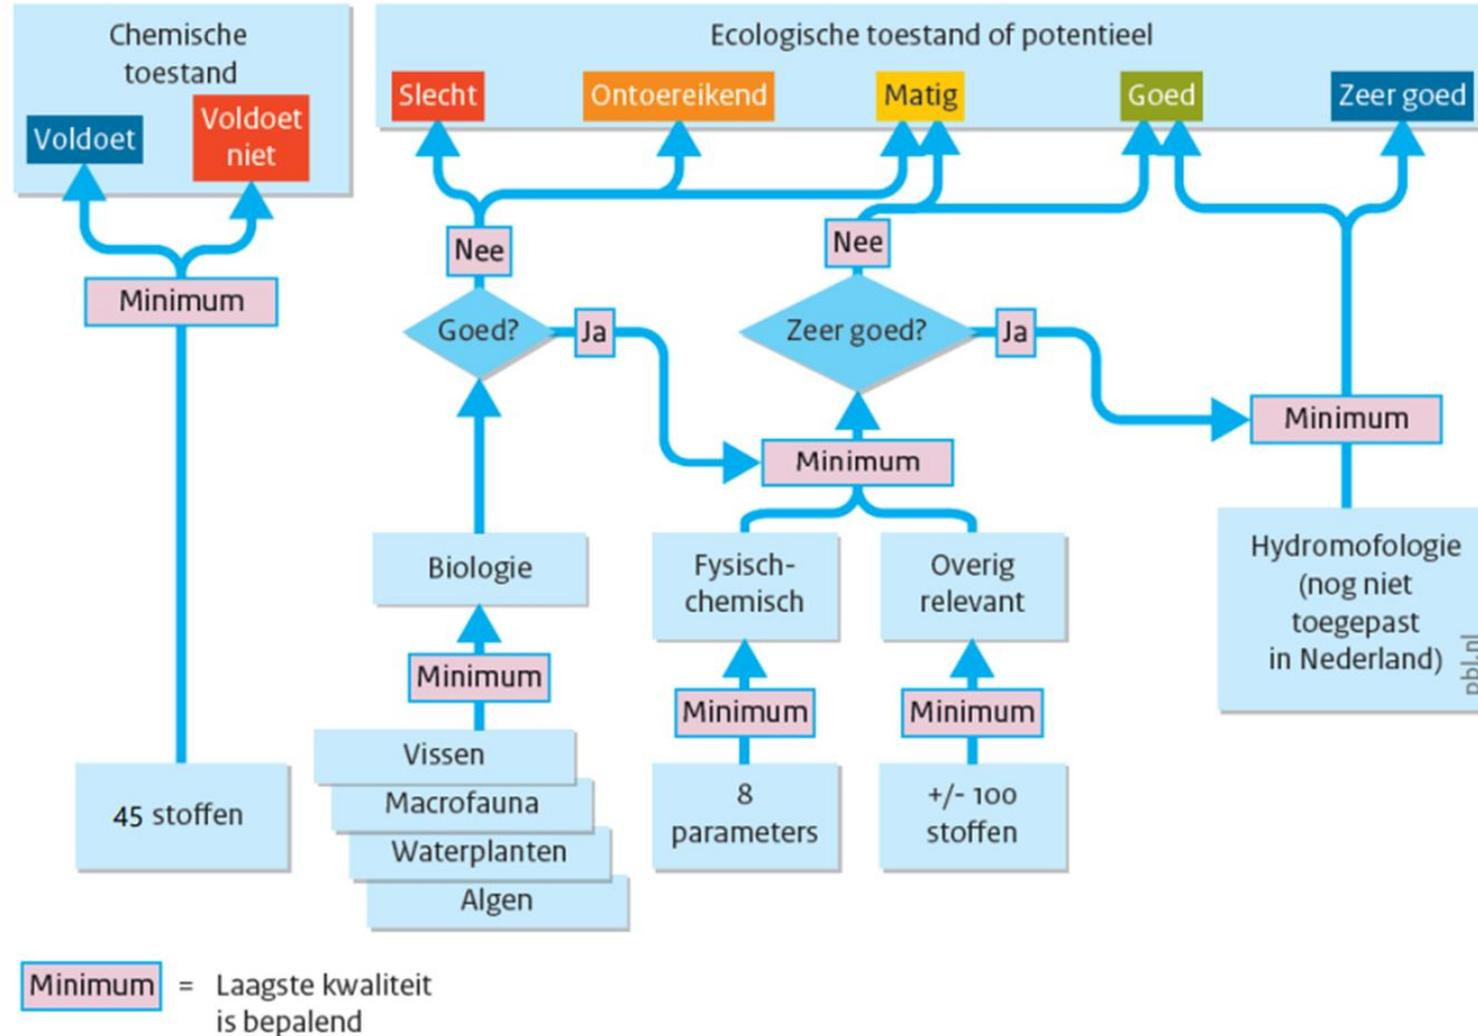 Chemische
toestand
Voldoet
Voldoet
niet
Minimum
45 stoffen
Ecologische toestand of potentieel
Slecht
Ontoereikend
Matig
Goed
Zeer goed
Nee
Goed?
Ja
Biologie
Minimum
Vissen
Macrofauna
Waterplanten
Algen
Nee
Zeer goed?
Ja
Minimum
Fysisch-
chemisch
Minimum
8
parameters
Overig
relevant
Minimum
+/- 100
stoffen
Minimum
Hydromofologie
(nog niet
toegepast
in Nederland)
pbl.nl
Minimum = Laagste kwaliteit
is bepalend